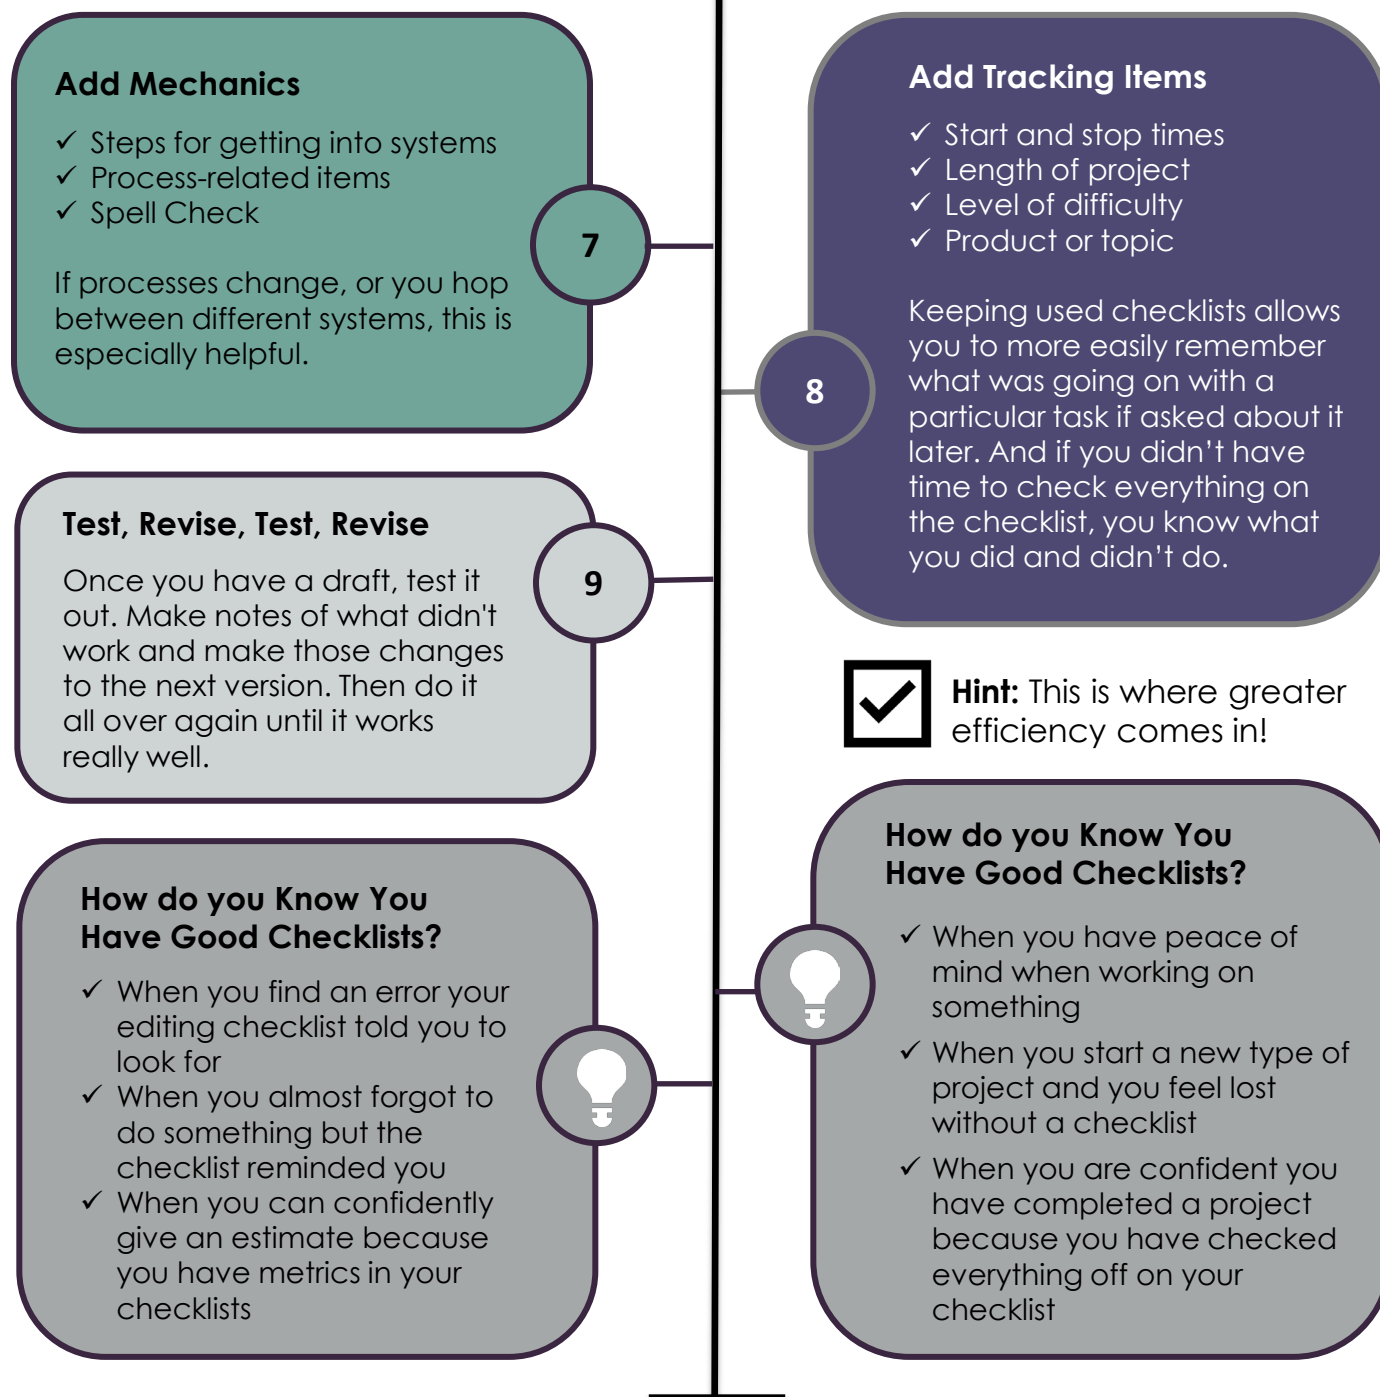 Add Mechanics
✓ Steps for getting into systems
✓ Process-related items
✓ Spell Check
If processes change, or you hop
between different systems, this is
especially helpful.
7
Add Tracking Items
✓ Start and stop times
✓ Length of project
✓ Level of difficulty
✓ Product or topic
Keeping used checklists allows
you to more easily remember
what was going on with a
particular task if asked about it
later. And if you didn’t have
time to check everything on
the checklist, you know what
you did and didn’t do.
8
Test, Revise, Test, Revise
Once you have a draft, test it
out. Make notes of what didn't
work and make those changes
to the next version. Then do it
all over again until it works
really well.
9
Hint: This is where greater
efficiency comes in!
How do you Know You
Have Good Checklists?
✓ When you find an error your
editing checklist told you to
look for
✓ When you almost forgot to
do something but the
checklist reminded you
✓ When you can confidently
give an estimate because
you have metrics in your
checklists
How do you Know You
Have Good Checklists?
✓ When you have peace of
mind when working on
something
✓ When you start a new type of
project and you feel lost
without a checklist
✓ When you are confident you
have completed a project
because you have checked
everything off on your
checklist